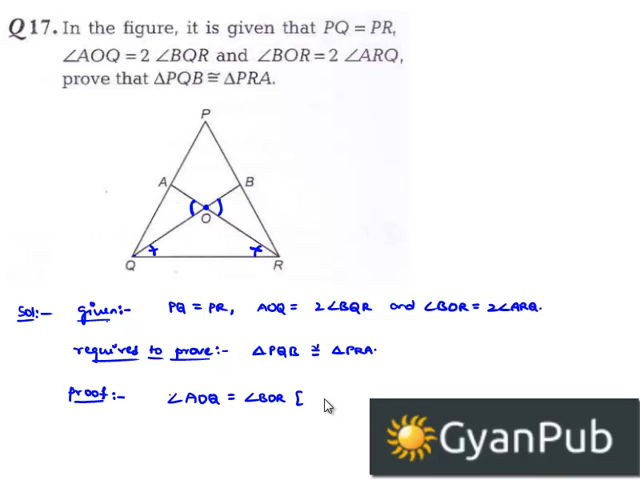 Q17. In the figure, it is given that PQ = PR,
∠AOQ = 2 ∠BQR and ∠BOR = 2 ∠ARQ,
prove that ΔPQB ≅ ΔPRA.
P
A
B
O
Q
R
Sol:- given:- PQ = PR, AOQ = 2∠BQR and ∠BOR = 2∠ARQ.
required to prove:- ΔPQB ≅ ΔPRA.
Proof:- ∠AOQ = ∠BOR [
GyanPub